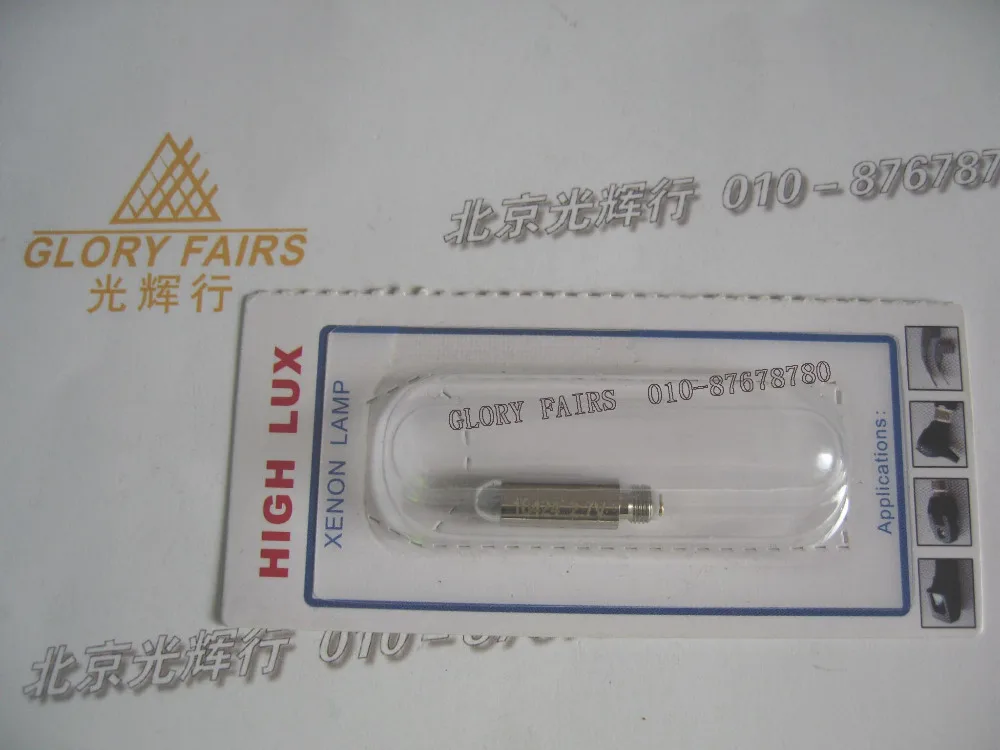 北京光辉行 010-876787
GLORY FAIRS
光辉行
HIGH LUX
XENON LAMP
GLORY FAIRS 010-87678780
Applications:
北京光辉行 010-